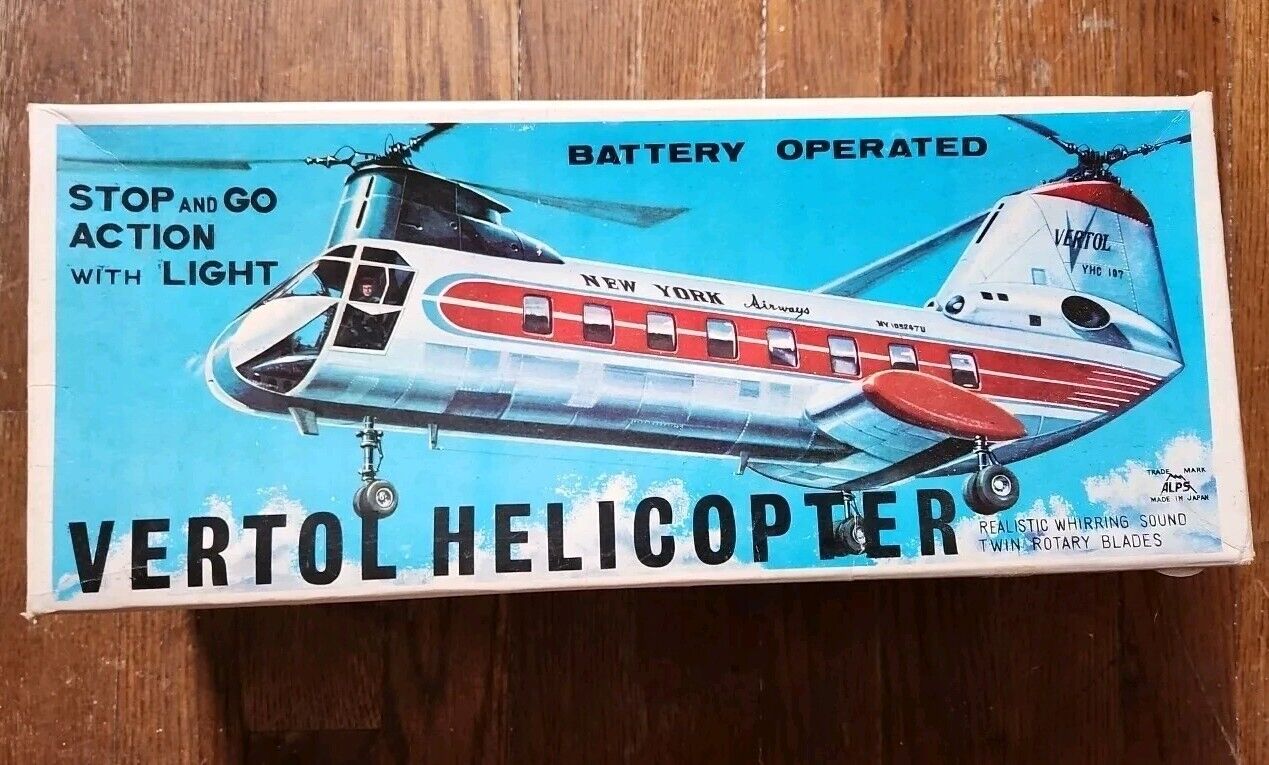 BATTERY OPERATED
STOP AND GO
ACTION
WITH LIGHT
VERTOL
YHC 107
NEW YORK Airways
VERTOL HELICOPTER
TRADE MARK
ALPS
MADE IN JAPAN
REALISTIC WHIRRING SOUND
TWIN ROTARY BLADES